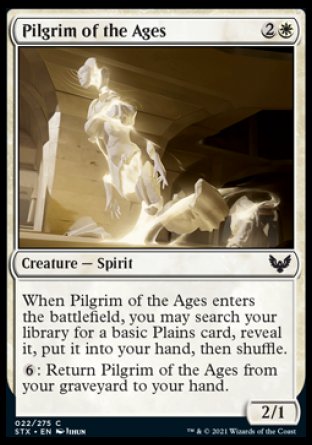 Pilgrim of the Ages 2
Creature — Spirit
When Pilgrim of the Ages enters
the battlefield, you may search your
library for a basic Plains card, reveal
it, put it into your hand, then shuffle.
6: Return Pilgrim of the Ages from
your graveyard to your hand.
2/1
022/275 C
STX • EN
™ & © 2021 Wizards of the Coast